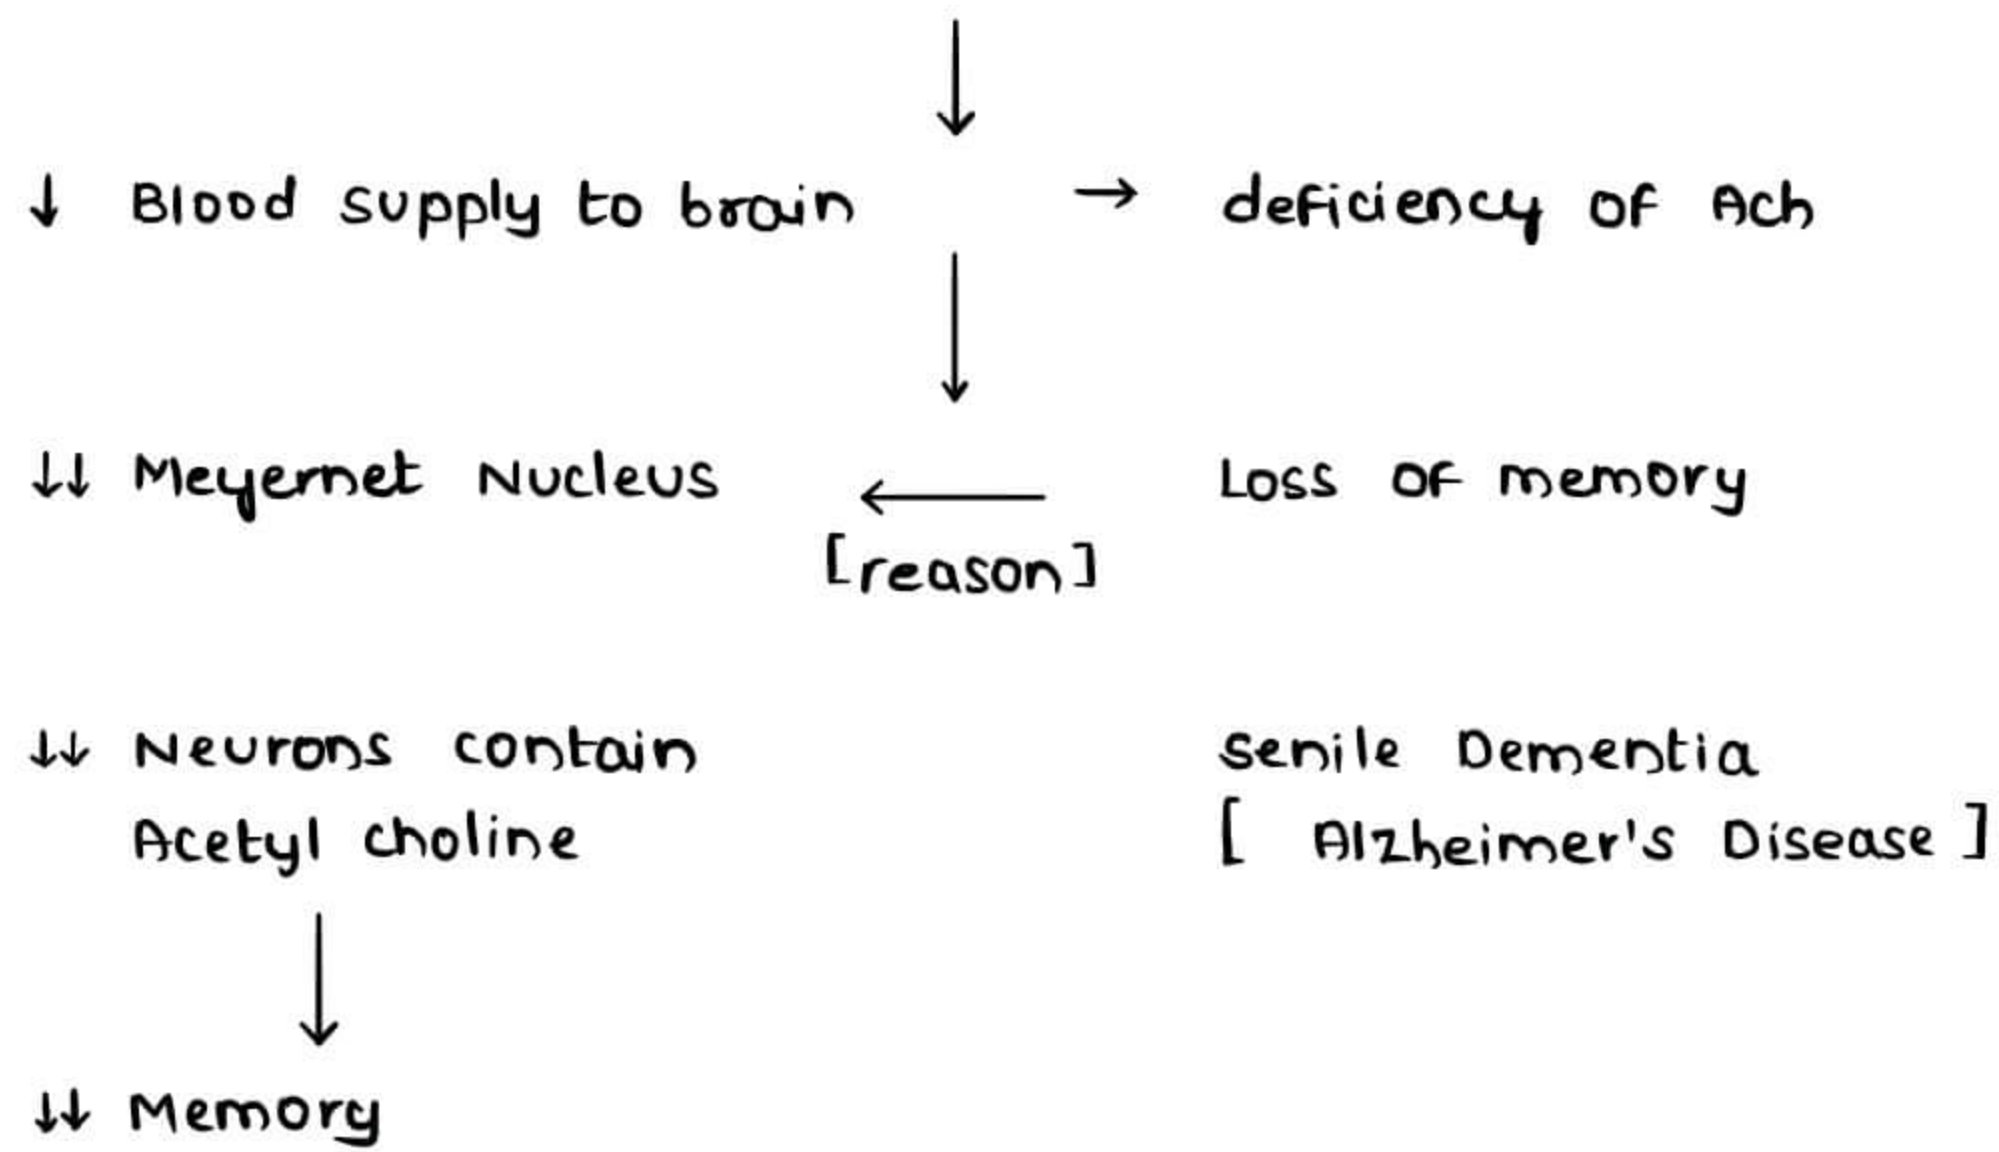 ↓ Blood supply to brain → deficiency of Ach
↓↓ Meyernet Nucleus ← Loss of memory
[reason]
↓↓ Neurons contain senile Dementia
Acetyl choline [ Alzheimer's Disease ]
↓↓ Memory